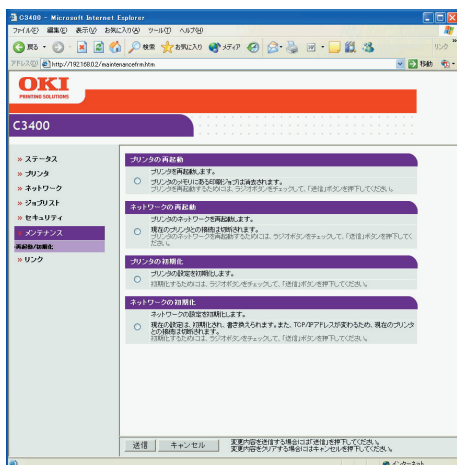 C3400 - Microsoft Internet Explorer
ファイル(F) 編集(E) 表示(V) お気に入り(A) ツール(T) ヘルプ(H)
戻る 検索 お気に入り メディア リンク
アドレス(D) http://192.168.0.2/maintenancefrm.htm 移動
OKI
PRINTING SOLUTIONS
C3400
» ステータス
» プリンタ
» ネットワーク
» ジョブリスト
» セキュリティ
» メンテナンス
再起動/初期化
» リンク
プリンタの再起動
プリンタを再起動します。
プリンタのメモリにある印刷ジョブは消去されます。
プリンタを再起動するためには、ラジオボタンをチェックして、「送信」ボタンを押下してください。
ネットワークの再起動
プリンタのネットワークを再起動します。
現在のプリンタとの接続は切断されます。
プリンタのネットワークを再起動するためには、ラジオボタンをチェックして、「送信」ボタンを押下してく
ださい。
プリンタの初期化
プリンタの設定を初期化します。
初期化するためには、ラジオボタンをチェックして、「送信」ボタンを押下してください。
ネットワークの初期化
ネットワークの設定を初期化します。
現在の設定は、初期化され、書き換えられます。また、TCP/IPアドレスが変わるため、現在のプリンタ
との接続は切断されます。
初期化するためには、ラジオボタンをチェックして、「送信」ボタンを押下してください。
送信 キャンセル
変更内容を送信する場合には「送信」を押下してください。
変更内容をクリアする場合にはキャンセルを押下してください。
インターネット